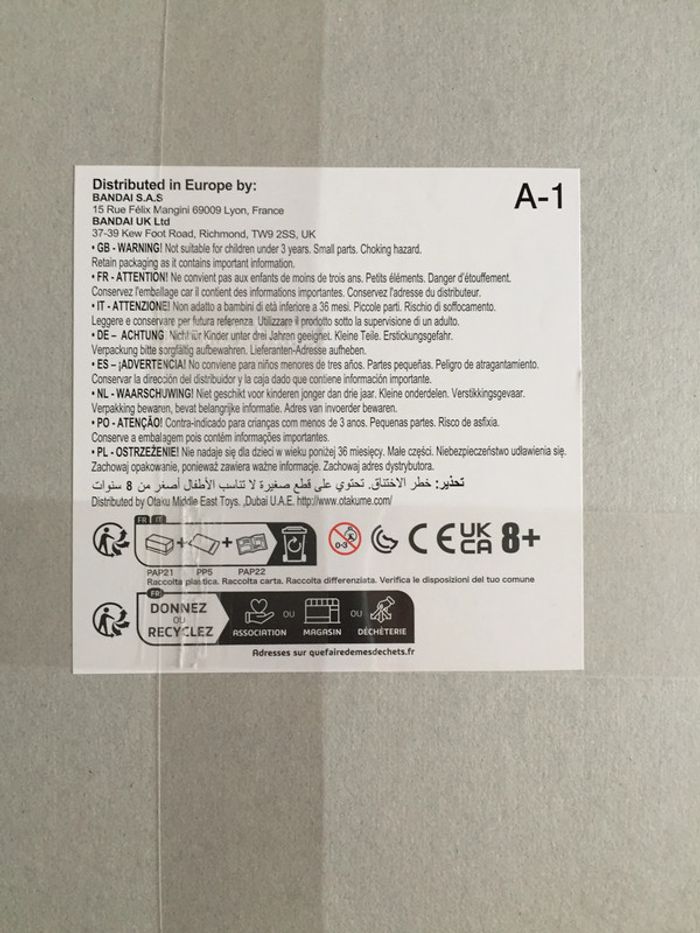 Distributed in Europe by:
A-1
BANDAI S.A.S
15 Rue Félix Mangini 69009 Lyon, France
BANDAI UK Ltd
37-39 Kew Foot Road, Richmond, TW9 2SS, UK
• GB - WARNING! Not suitable for children under 3 years. Small parts. Choking hazard.
Retain packaging as it contains important information.
• FR - ATTENTION! Ne convient pas aux enfants de moins de trois ans. Petits éléments. Danger d'étouffement.
Conservez l'emballage car il contient des informations importantes. Conservez l'adresse du distributeur.
• IT - ATTENZIONE! Non adatto a bambini di età inferiore a 36 mesi. Piccole parti. Rischio di soffocamento.
Leggere e conservare per futura referenza. Utilizzare il prodotto sotto la supervisione di un adulto.
• DE – ACHTUNG: Nicht für Kinder unter drei Jahren geeignet. Kleine Teile. Erstickungsgefahr.
Verpackung bitte sorgfältig aufbewahren. Lieferanten-Adresse aufheben.
• ES – ¡ADVERTENCIA! No conviene para niños menores de tres años. Partes pequeñas. Peligro de atragantamiento.
Conservar la dirección del distribuidor y la caja dado que contiene información importante.
• NL - WAARSCHUWING! Niet geschikt voor kinderen jonger dan drie jaar. Kleine onderdelen. Verstikkingsgevaar.
Verpakking bewaren, bevat belangrijke informatie. Adres van invoerder bewaren.
• PO - ATENÇÃO! Contra-indicado para crianças com menos de 3 anos. Pequenas partes. Risco de asfixia.
Conserve a embalagem pois contém informações importantes.
• PL - OSTRZEŻENIE! Nie nadaje się dla dzieci w wieku poniżej 36 miesięcy. Małe części. Niebezpieczeństwo udławienia się.
Zachowaj opakowanie, ponieważ zawiera ważne informacje. Zachowaj adres dystrybutora.
تحذير: خطر الاختناق. تحتوي على قطع صغيرة لا تناسب الأطفال أصغر من 8 سنوات
Distributed by Otaku Middle East Toys. ,Dubai U.A.E. http://www.otakume.com/
FR IT
+ +
0-3
CE UK CA 8+
PAP21 PP5 PAP22
Raccolta plastica. Raccolta carta. Raccolta differenziata. Verifica le disposizioni del tuo comune
FR
DONNEZ
OU
RECYCLEZ
OU OU
ASSOCIATION MAGASIN DÉCHÈTERIE
Adresses sur quefairedemesdechets.fr